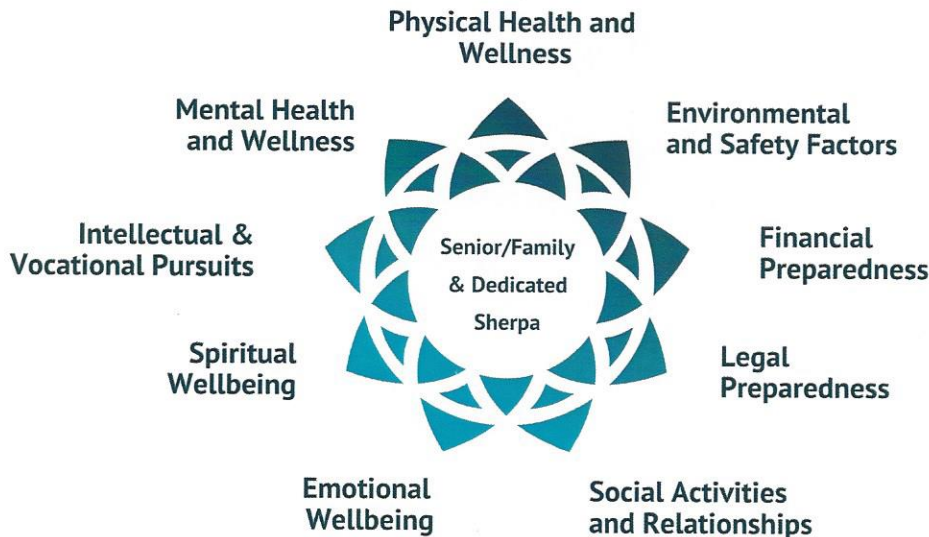 Physical Health and
Wellness
Mental Health
and Wellness
Environmental
and Safety Factors
Intellectual &
Vocational Pursuits
Senior/Family
& Dedicated
Sherpa
Financial
Preparedness
Spiritual
Wellbeing
Legal
Preparedness
Emotional
Wellbeing
Social Activities
and Relationships